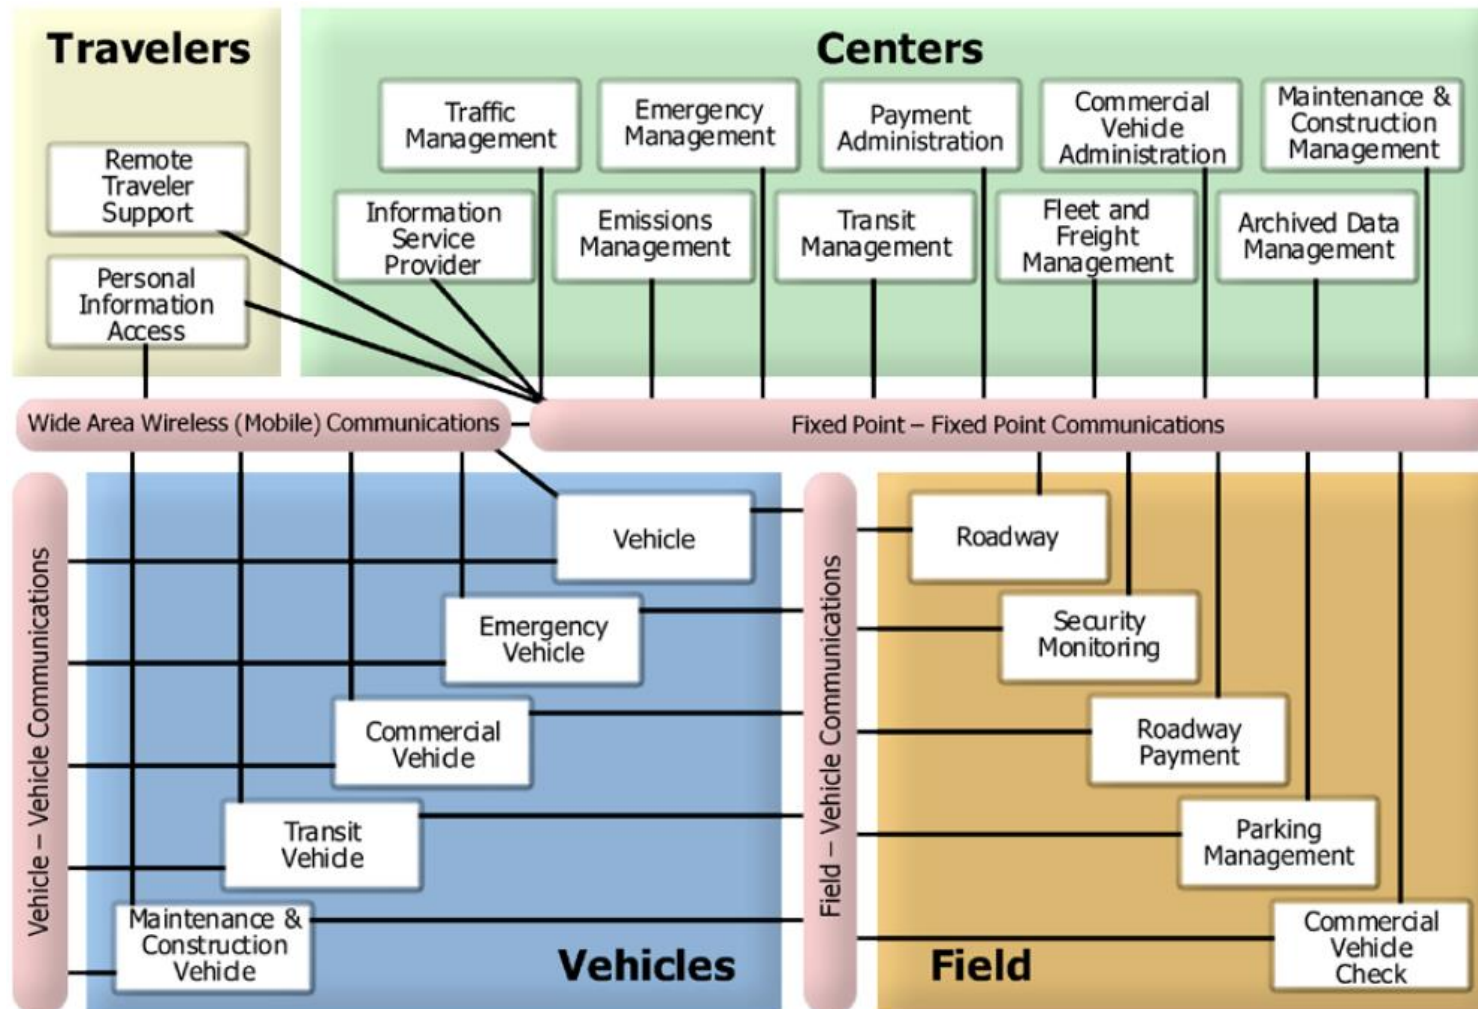 Travelers
Remote
Traveler
Support
Personal
Information
Access
Centers
Traffic
Management
Emergency
Management
Payment
Administration
Commercial
Vehicle
Administration
Maintenance &
Construction
Management
Information
Service
Provider
Emissions
Management
Transit
Management
Fleet and
Freight
Management
Archived Data
Management
Wide Area Wireless (Mobile) Communications
Fixed Point – Fixed Point Communications
Vehicle – Vehicle Communications
Vehicle
Emergency
Vehicle
Commercial
Vehicle
Transit
Vehicle
Maintenance &
Construction
Vehicle
Vehicles
Field – Vehicle Communications
Roadway
Security
Monitoring
Roadway
Payment
Parking
Management
Commercial
Vehicle
Check
Field